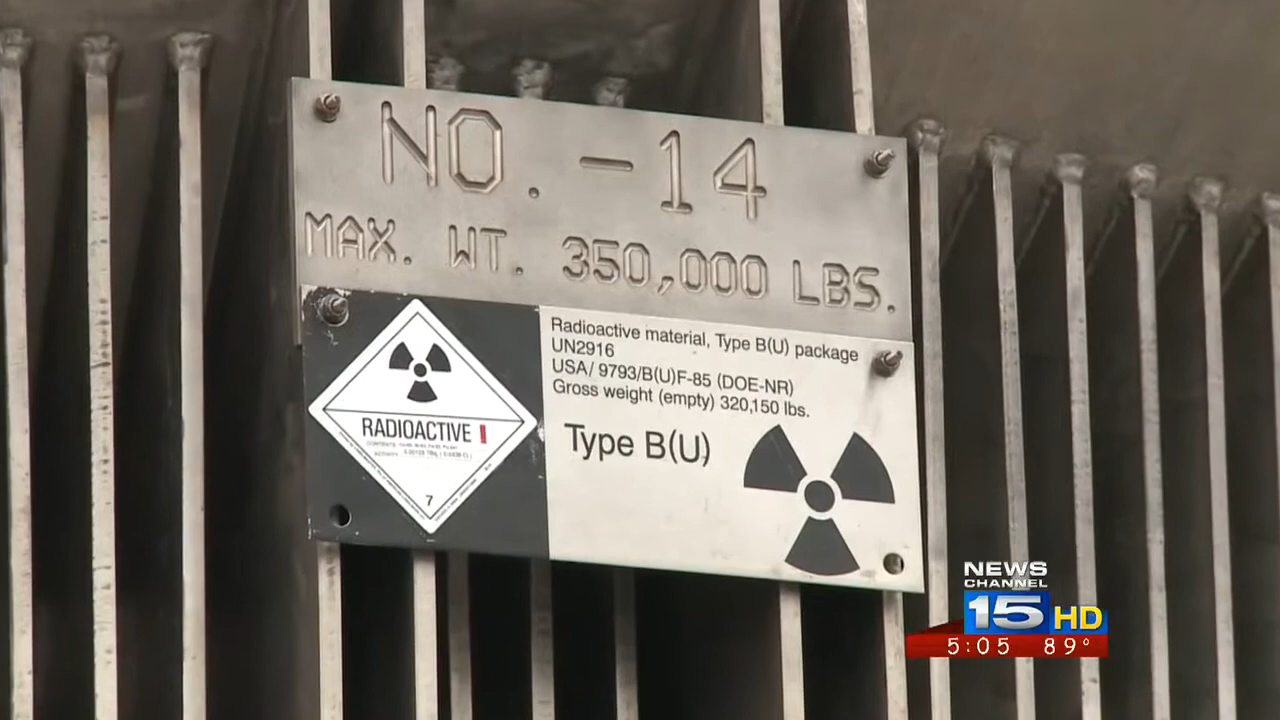 NO. -14
MAX. WT. 350,000 LBS.
Radioactive material, Type B(U) package
UN2916
USA/ 9793/B(U)F-85 (DOE-NR)
Gross weight (empty) 320,150 lbs.
Type B(U)
RADIOACTIVE I
7
NEWS
CHANNEL
15 HD
5:05 89°